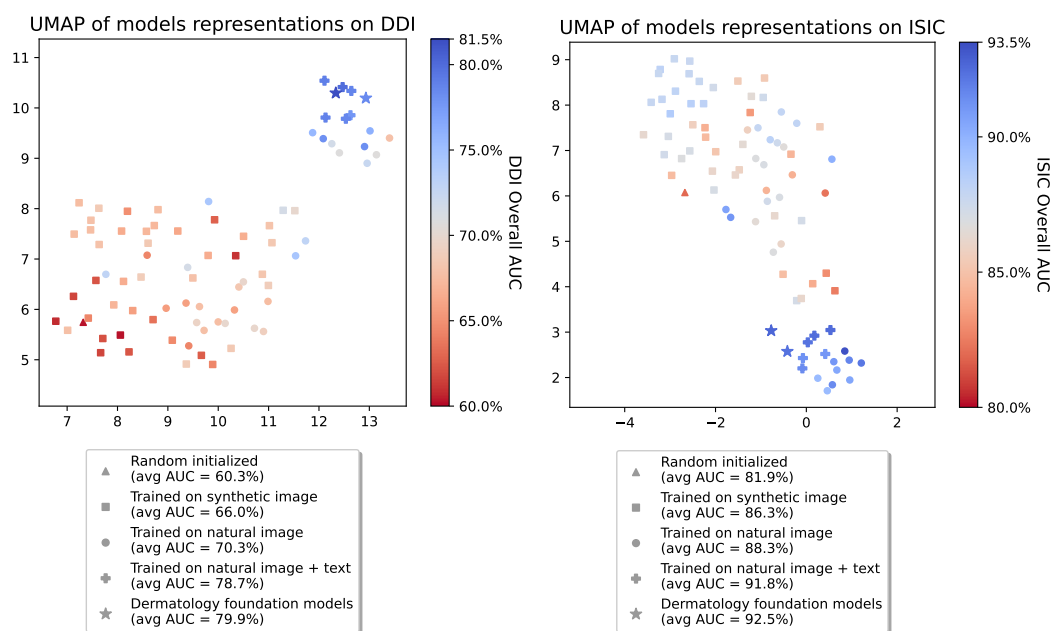 UMAP of models representations on DDI
11
10
9
8
7
6
5
7 8 9 10 11 12 13
81.5%
80.0%
75.0%
70.0%
65.0%
60.0%
DDI Overall AUC
Random initialized
(avg AUC = 60.3%)
Trained on synthetic image
(avg AUC = 66.0%)
Trained on natural image
(avg AUC = 70.3%)
Trained on natural image + text
(avg AUC = 78.7%)
Dermatology foundation models
(avg AUC = 79.9%)
UMAP of models representations on ISIC
9
8
7
6
5
4
3
2
−4 −2 0 2
93.5%
90.0%
85.0%
80.0%
ISIC Overall AUC
Random initialized
(avg AUC = 81.9%)
Trained on synthetic image
(avg AUC = 86.3%)
Trained on natural image
(avg AUC = 88.3%)
Trained on natural image + text
(avg AUC = 91.8%)
Dermatology foundation models
(avg AUC = 92.5%)